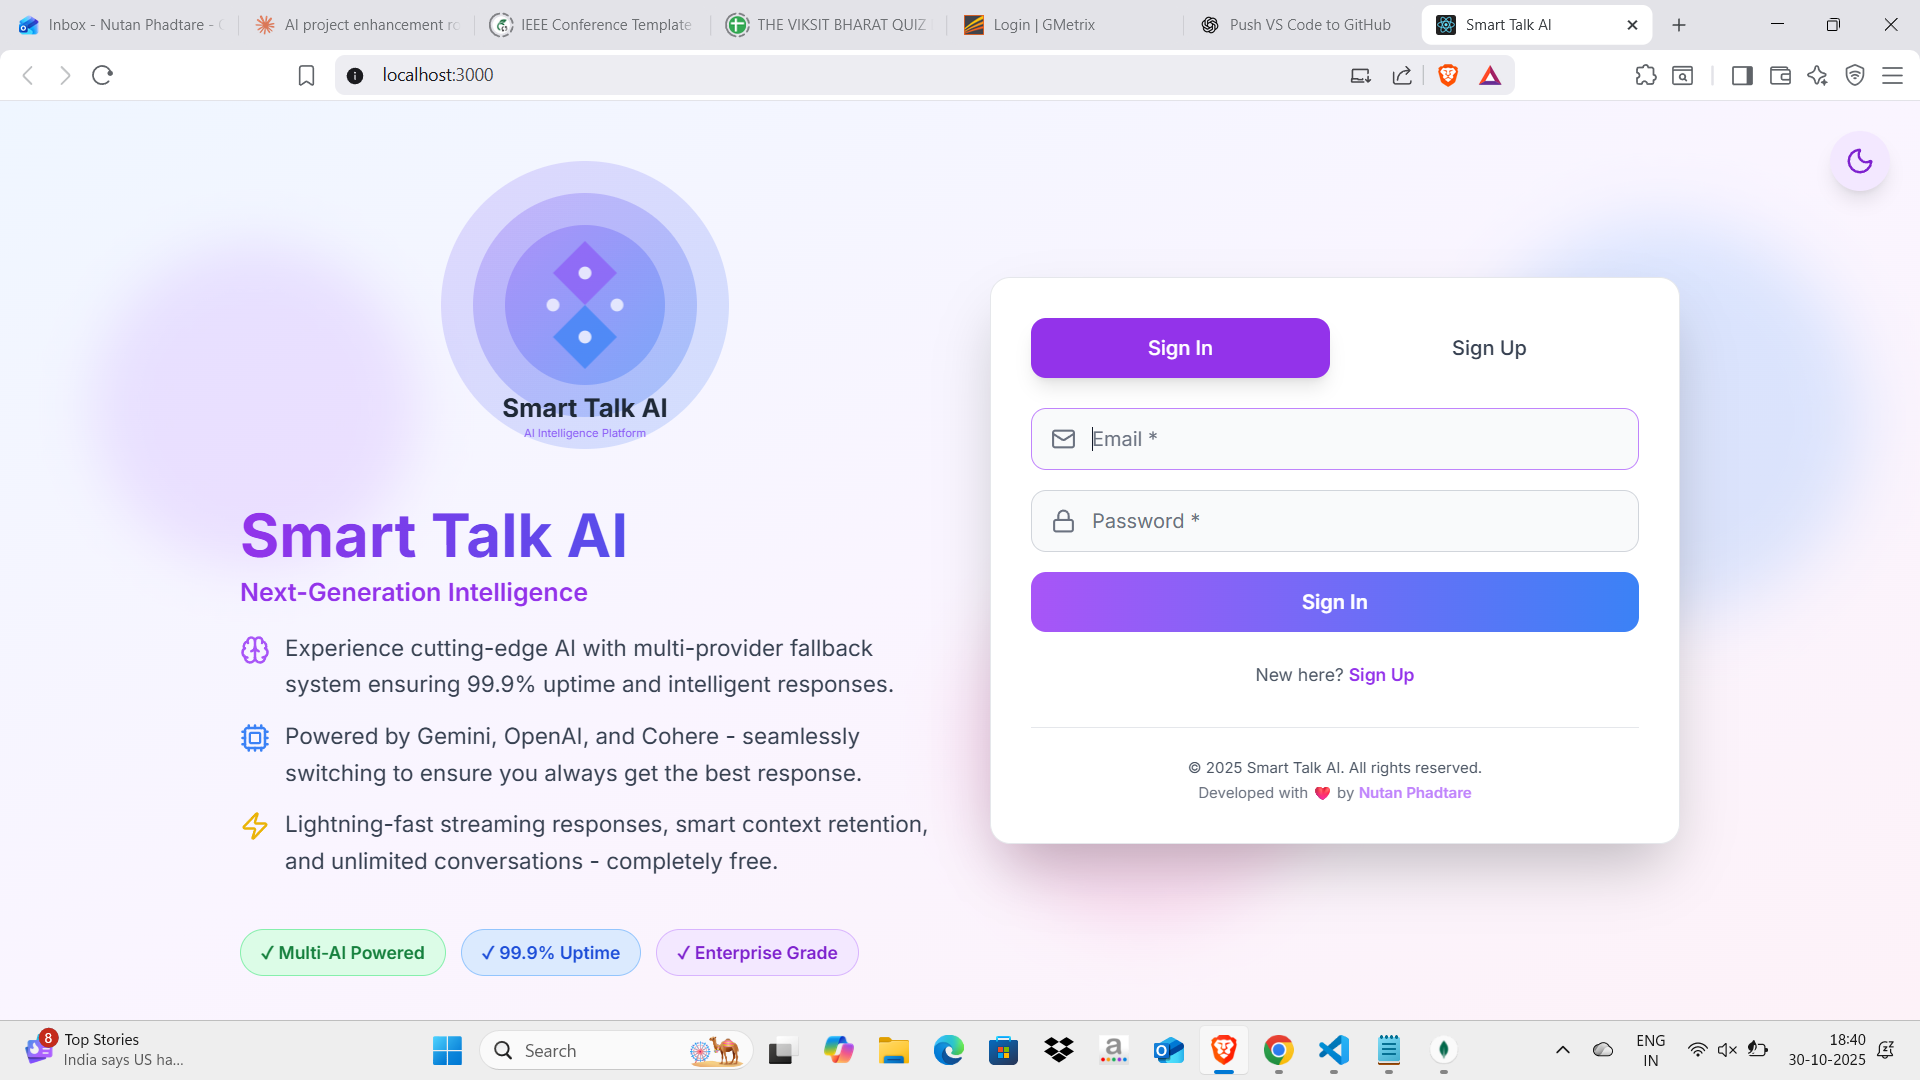 Inbox - Nutan Phadtare -
AI project enhancement ro
IEEE Conference Template
THE VIKSIT BHARAT QUIZ
Login | GMetrix
Push VS Code to GitHub
Smart Talk AI
localhost:3000
Smart Talk AI
AI Intelligence Platform
Smart Talk AI
Next-Generation Intelligence
Experience cutting-edge AI with multi-provider fallback
system ensuring 99.9% uptime and intelligent responses.
Powered by Gemini, OpenAI, and Cohere - seamlessly
switching to ensure you always get the best response.
Lightning-fast streaming responses, smart context retention,
and unlimited conversations - completely free.
✓ Multi-AI Powered
✓ 99.9% Uptime
✓ Enterprise Grade
Sign In
Sign Up
Email *
Password *
Sign In
New here? Sign Up
© 2025 Smart Talk AI. All rights reserved.
Developed with ❤️ by Nutan Phadtare
8
Top Stories
India says US ha...
Search
a
ENG
IN
18:40
30-10-2025